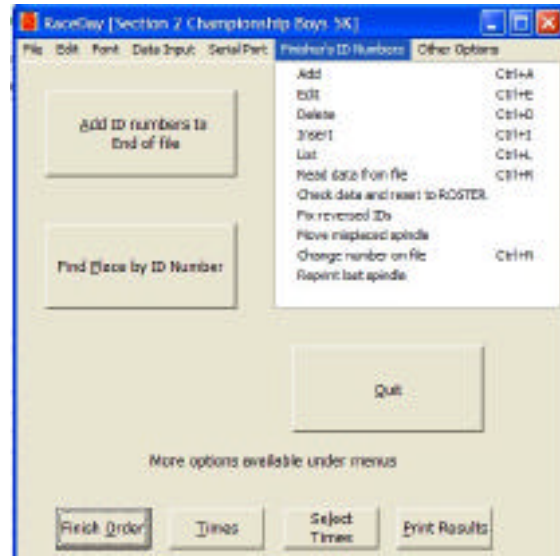 RaceDay [Section 2 Championship Boys 5K]
File Edit Font Data Input Serial Port Finisher's ID Numbers Other Options
Add Ctrl+A
Edit Ctrl+E
Delete Ctrl+D
Insert Ctrl+I
List Ctrl+L
Read data from file Ctrl+R
Check data and reset to ROSTER
Fix reversed IDs
Move misplaced spindle
Change number on file Ctrl+N
Reprint last spindle
Add ID numbers to
End of file
Find Place by ID Number
Quit
More options available under menus
Finish Order
Times
Select
Times
Print Results